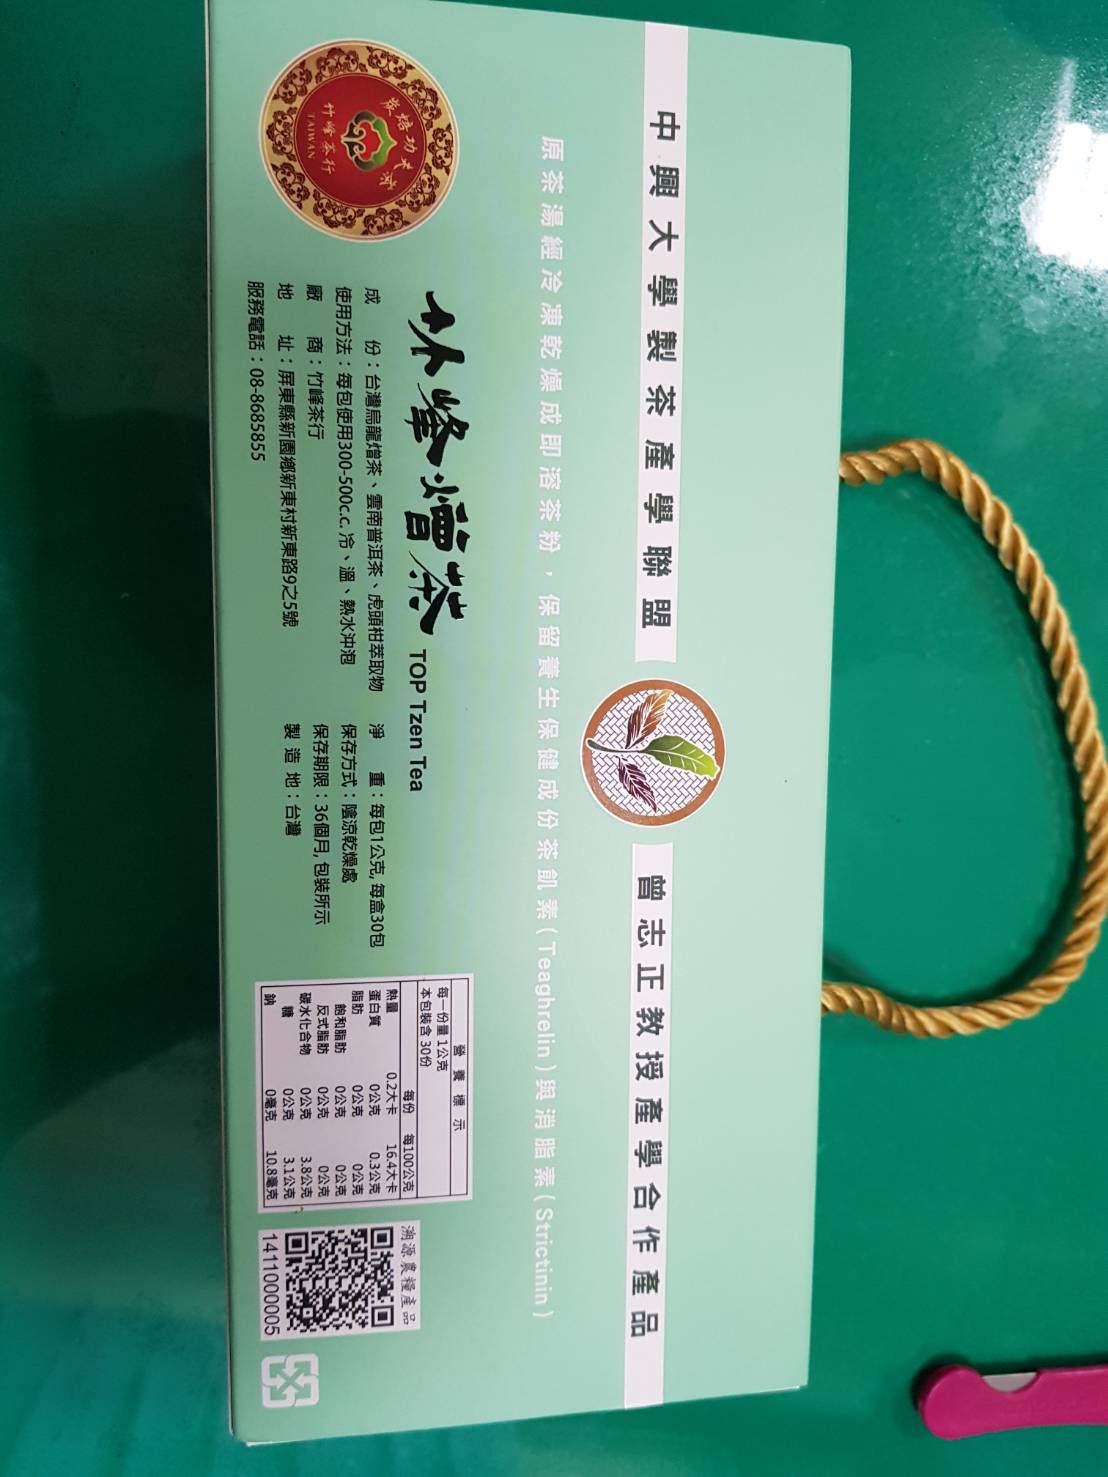 中興大學製茶產學聯盟
曾志正教授產學合作產品
原茶湯經冷凍乾燥成即溶茶粉，保留養生保健成份茶飢素(Teaghrelin)與消脂素(Strictinin)
炭焙功夫茶
竹峰茶行
TAIWAN
竹峰熷茶 TOP Tzen Tea
成份：台灣烏龍熷茶、雲南普洱茶、虎頭柑萃取物
使用方法：每包使用300-500c.c.冷、溫、熱水沖泡
廠商：竹峰茶行
地址：屏東縣新園鄉新東村新東路9之5號
服務電話：08-8685855
淨重：每包1公克,每盒30包
保存方式：陰涼乾燥處
保存期限：36個月,包裝所示
製造地：台灣
營養標示
每一份量 1公克
本包裝含 30份
每份 每100公克
熱量 0.2大卡 16.4大卡
蛋白質 0公克 0.3公克
脂肪 0公克 0公克
飽和脂肪 0公克 0公克
反式脂肪 0公克 0公克
碳水化合物 0公克 3.8公克
糖 0公克 3.1公克
鈉 0毫克 10.8毫克
溯源農糧產品
1411000005